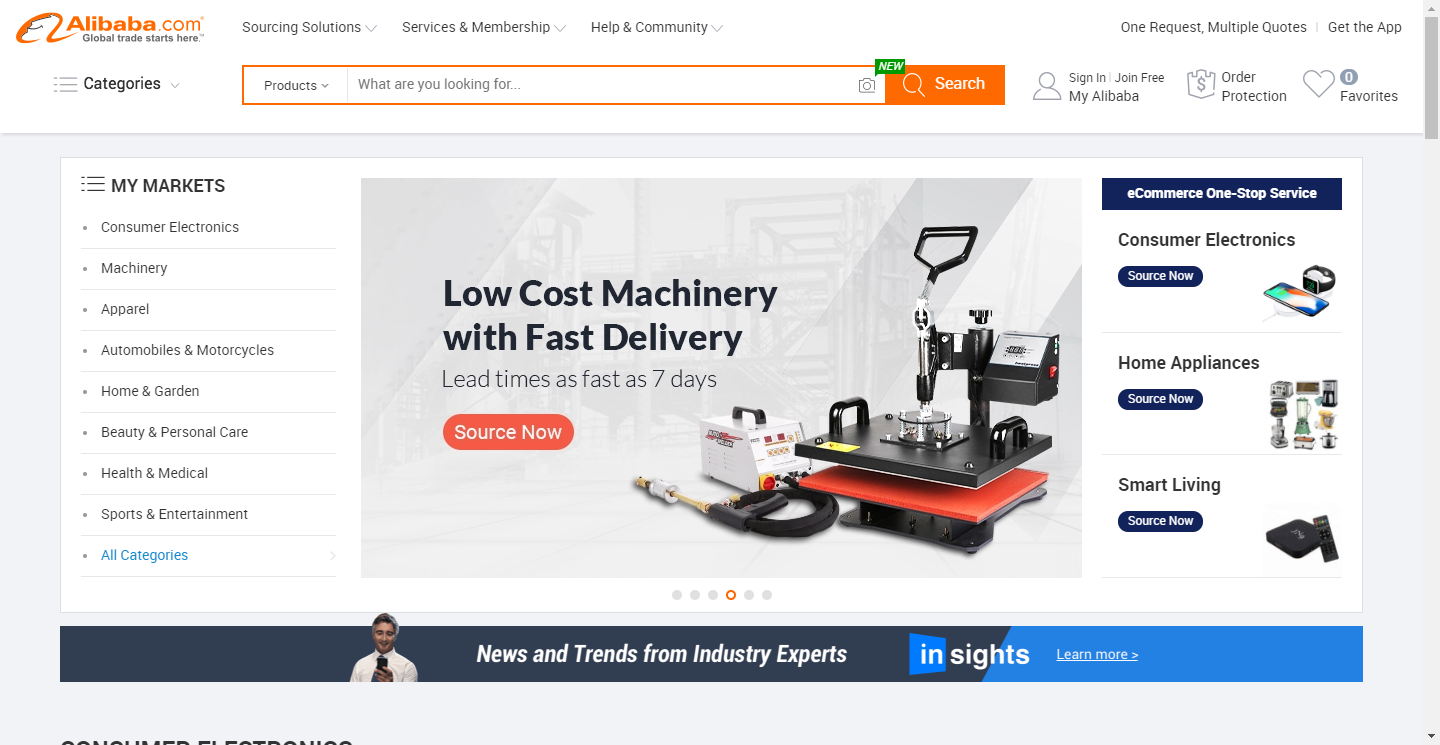 Alibaba.com
Global trade starts here.™
Sourcing Solutions
Services & Membership
Help & Community
One Request, Multiple Quotes
Get the App
Categories
Products
What are you looking for...
NEW
Search
Sign In
Join Free
My Alibaba
Order
Protection
0
Favorites
MY MARKETS
Consumer Electronics
Machinery
Apparel
Automobiles & Motorcycles
Home & Garden
Beauty & Personal Care
Health & Medical
Sports & Entertainment
All Categories
Low Cost Machinery
with Fast Delivery
Lead times as fast as 7 days
Source Now
eCommerce One-Stop Service
Consumer Electronics
Source Now
Home Appliances
Source Now
Smart Living
Source Now
News and Trends from Industry Experts
insights
Learn more >
CONSUMER ELECTRONICS